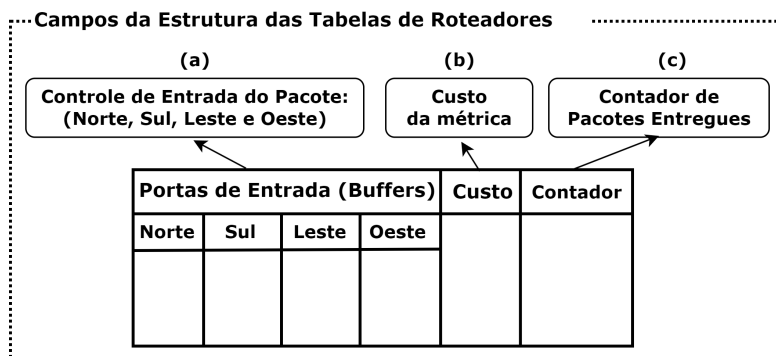 Campos da Estrutura das Tabelas de Roteadores
(a)
(b)
(c)
Controle de Entrada do Pacote:
(Norte, Sul, Leste e Oeste)
Custo
da métrica
Contador de
Pacotes Entregues
Portas de Entrada (Buffers)
Custo
Contador
Norte
Sul
Leste
Oeste